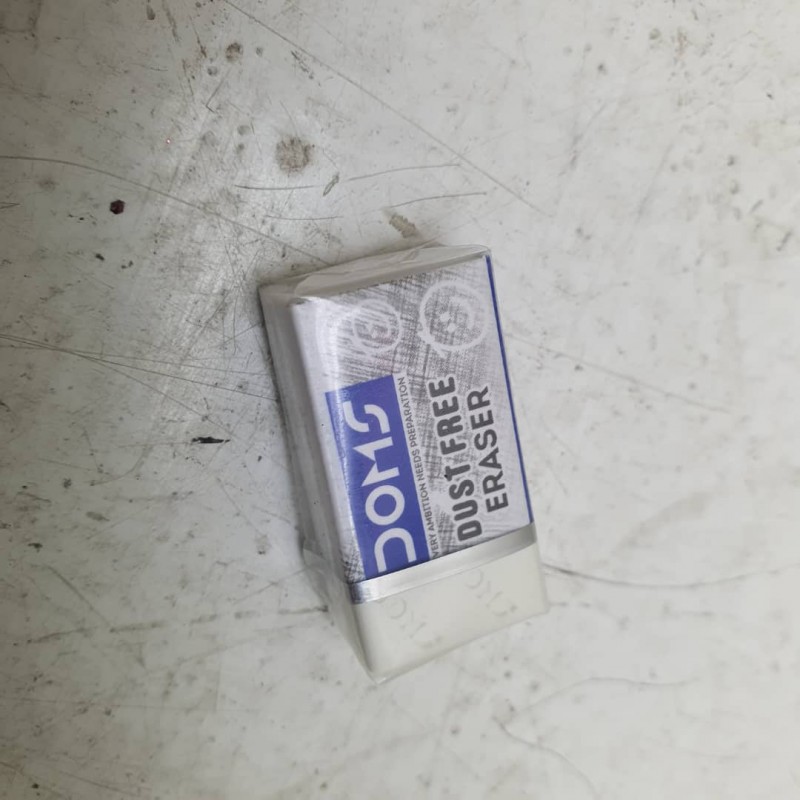 DOMS
VERY AMBITION NEEDS PREPARATION
DUST FREE
ERASER